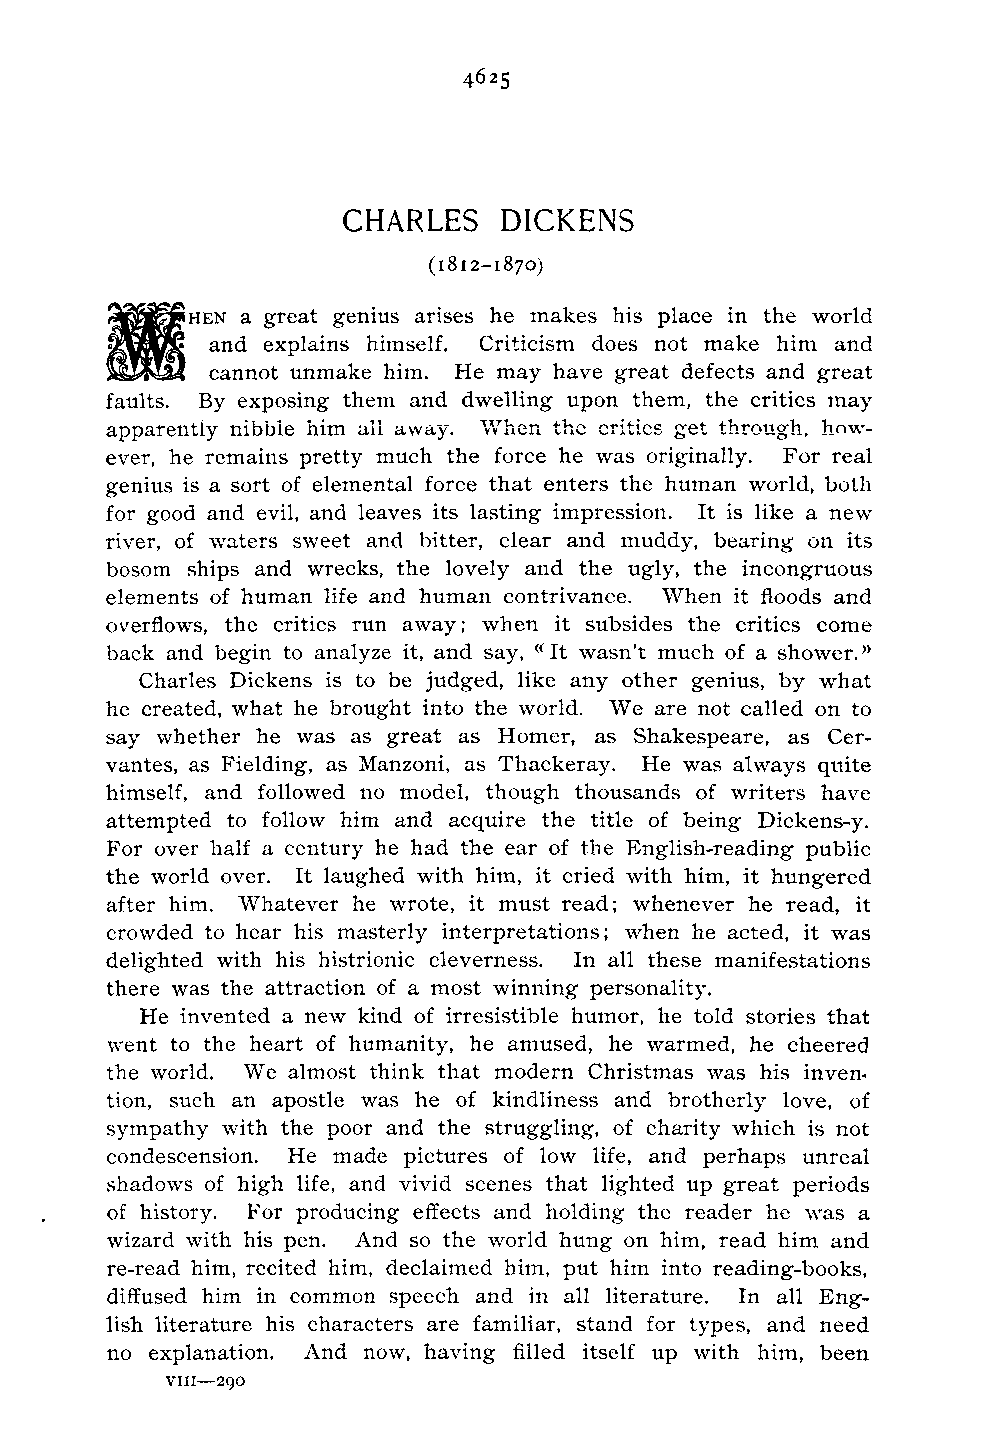 4625
CHARLES DICKENS
(1812-1870)
WHEN a great genius arises he makes his place in the world
and explains himself. Criticism does not make him and
cannot unmake him. He may have great defects and great
faults. By exposing them and dwelling upon them, the critics may
apparently nibble him all away. When the critics get through, how-
ever, he remains pretty much the force he was originally. For real
genius is a sort of elemental force that enters the human world, both
for good and evil, and leaves its lasting impression. It is like a new
river, of waters sweet and bitter, clear and muddy, bearing on its
bosom ships and wrecks, the lovely and the ugly, the incongruous
elements of human life and human contrivance. When it floods and
overflows, the critics run away; when it subsides the critics come
back and begin to analyze it, and say, “It wasn't much of a shower.”
Charles Dickens is to be judged, like any other genius, by what
he created, what he brought into the world. We are not called on to
say whether he was as great as Homer, as Shakespeare, as Cer-
vantes, as Fielding, as Manzoni, as Thackeray. He was always quite
himself, and followed no model, though thousands of writers have
attempted to follow him and acquire the title of being Dickens-y.
For over half a century he had the ear of the English-reading public
the world over. It laughed with him, it cried with him, it hungered
after him. Whatever he wrote, it must read; whenever he read, it
crowded to hear his masterly interpretations; when he acted, it was
delighted with his histrionic cleverness. In all these manifestations
there was the attraction of a most winning personality.
He invented a new kind of irresistible humor, he told stories that
went to the heart of humanity, he amused, he warmed, he cheered
the world. We almost think that modern Christmas was his inven-
tion, such an apostle was he of kindliness and brotherly love, of
sympathy with the poor and the struggling, of charity which is not
condescension. He made pictures of low life, and perhaps unreal
shadows of high life, and vivid scenes that lighted up great periods
of history. For producing effects and holding the reader he was a
wizard with his pen. And so the world hung on him, read him and
re-read him, recited him, declaimed him, put him into reading-books,
diffused him in common speech and in all literature. In all Eng-
lish literature his characters are familiar, stand for types, and need
no explanation. And now, having filled itself up with him, been
VIII—290